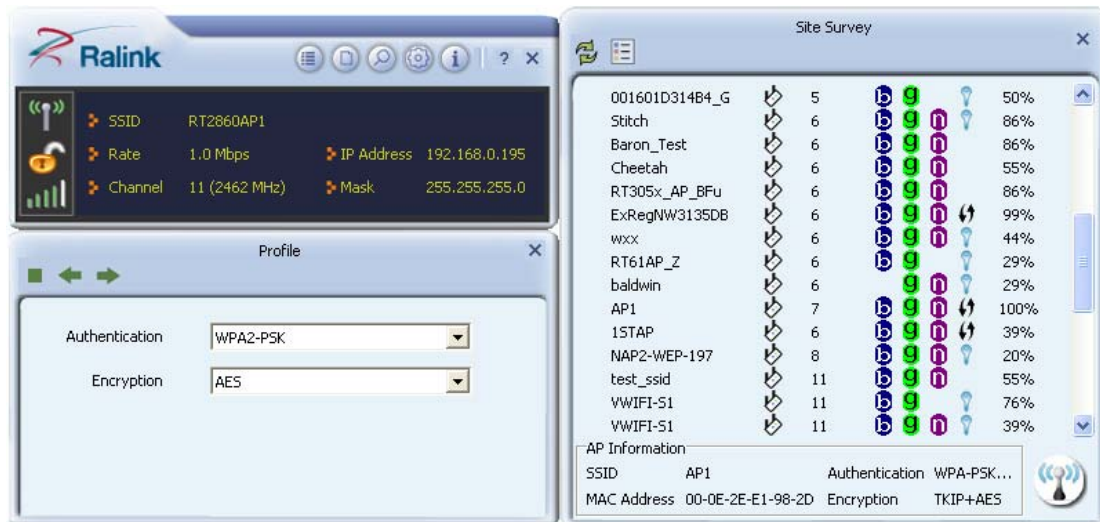 Ralink
? ×
SSID RT2860AP1
Rate 1.0 Mbps IP Address 192.168.0.195
Channel 11 (2462 MHz) Mask 255.255.255.0
Profile
Authentication WPA2-PSK
Encryption AES
Site Survey
001601D314B4_G 5 b g 50%
Stitch 6 b g n 86%
Baron_Test 6 b g n 86%
Cheetah 6 b g n 55%
RT305x_AP_BFu 6 b g n 86%
ExRegNW3135DB 6 b g n 99%
wxx 6 b g n 44%
RT61AP_Z 6 b g 29%
baldwin 6 g n 29%
AP1 7 b g n 100%
1STAP 6 b g n 39%
NAP2-WEP-197 8 b g n 20%
test_ssid 11 b g n 55%
VWIFI-S1 11 b g 76%
VWIFI-S1 11 b g n 39%
AP Information
SSID AP1 Authentication WPA-PSK...
MAC Address 00-0E-2E-E1-98-2D Encryption TKIP+AES